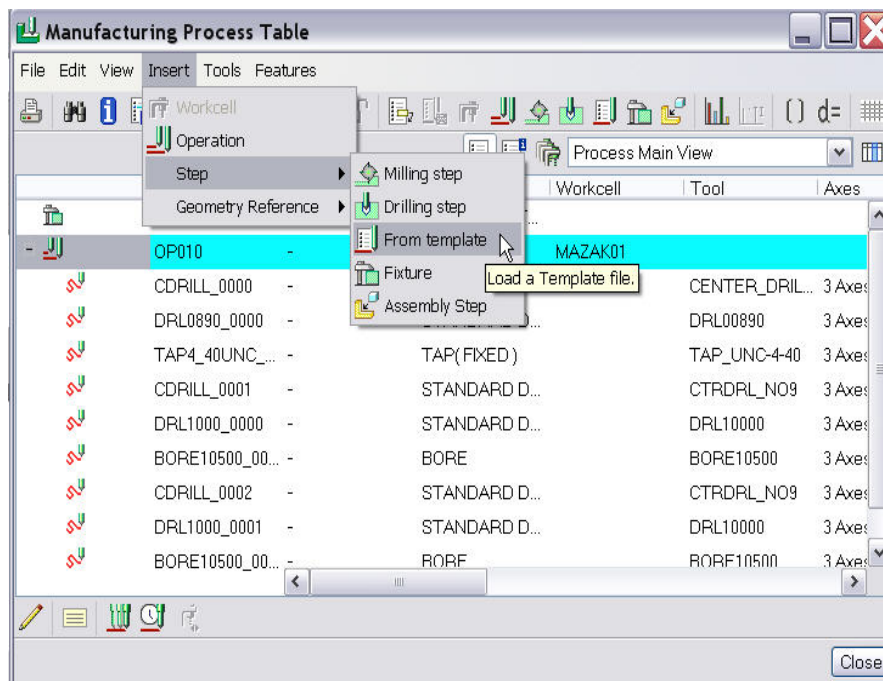 Manufacturing Process Table
File Edit View Insert Tools Features
Workcell
Operation
Step
Geometry Reference
Milling step
Drilling step
From template
Fixture
Assembly Step
Load a Template file.
d=
Process Main View
Workcell Tool Axes
OP010 - MAZAK01
CDRILL_0000 - CENTER_DRIL... 3 Axes
DRL0890_0000 - DRL00890 3 Axes
TAP4_40UNC_... - TAP(FIXED) TAP_UNC-4-40 3 Axes
CDRILL_0001 - STANDARD D... CTRDRL_NO9 3 Axes
DRL1000_0000 - STANDARD D... DRL10000 3 Axes
BORE10500_00... - BORE BORE10500 3 Axes
CDRILL_0002 - STANDARD D... CTRDRL_NO9 3 Axes
DRL1000_0001 - STANDARD D... DRL10000 3 Axes
BORE10500_00... - BORE BORE10500 3 Axes
Close